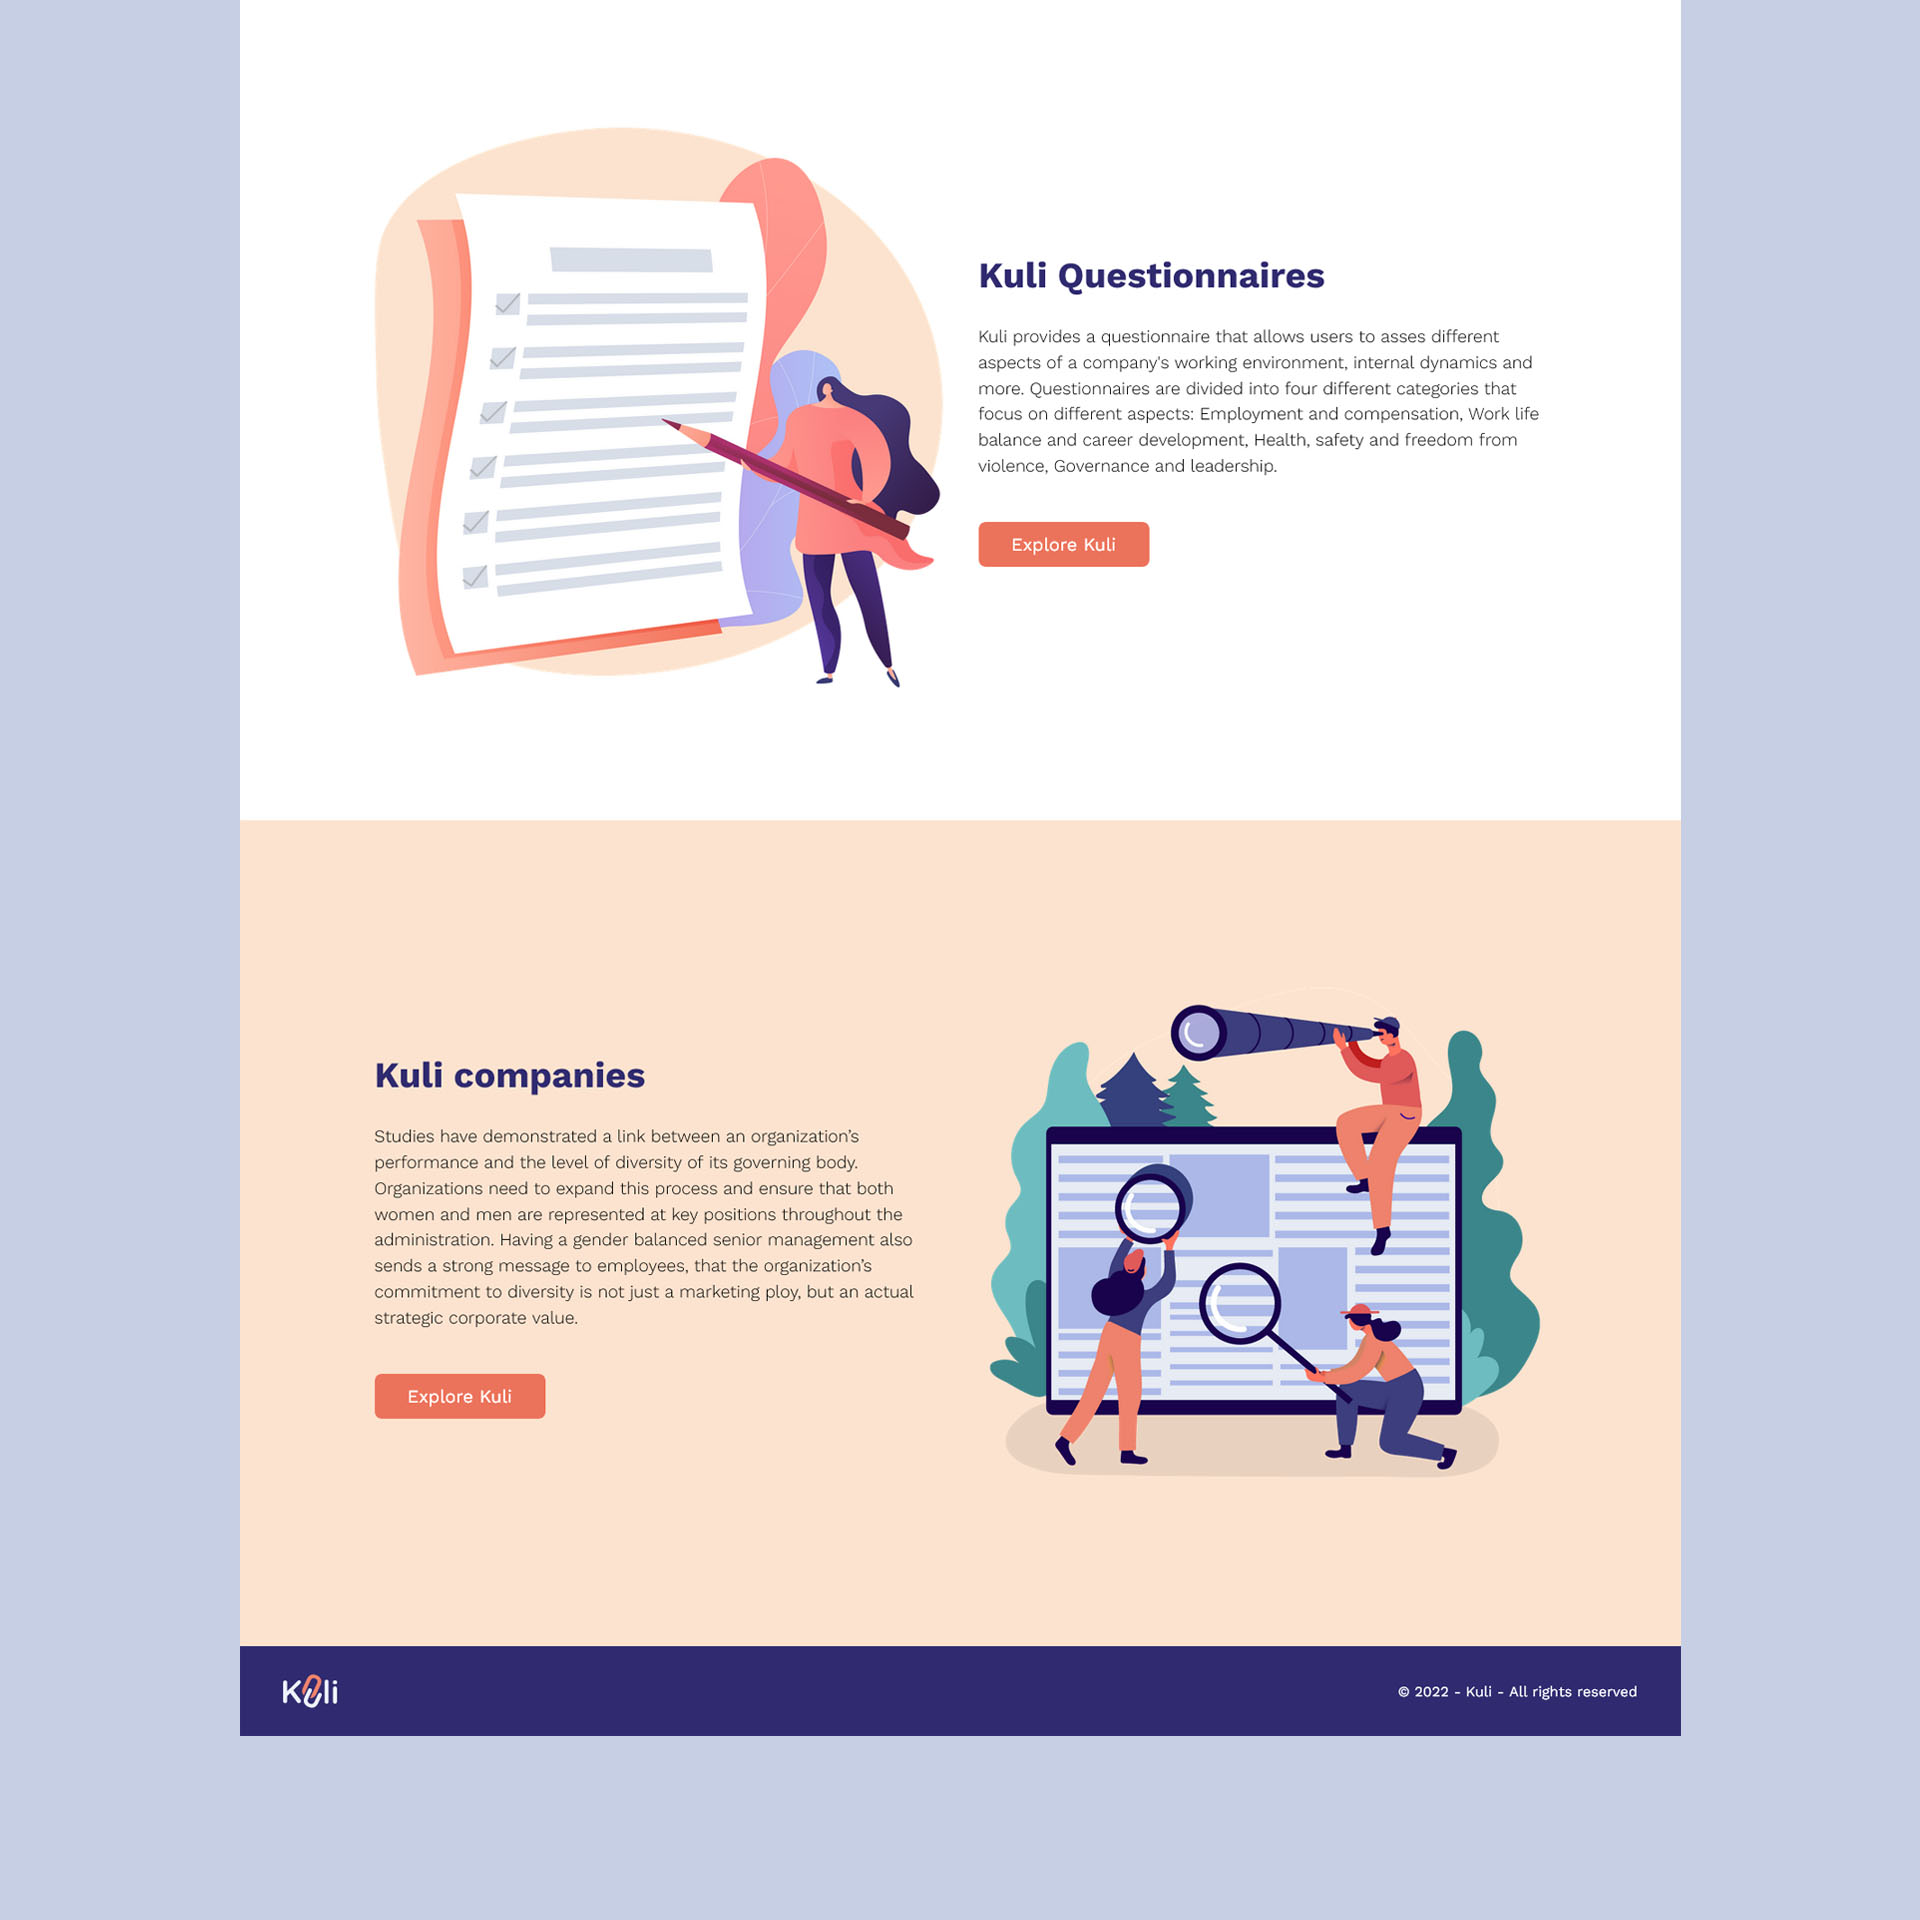 Kuli Questionnaires
Kuli provides a questionnaire that allows users to asses different
aspects of a company's working environment, internal dynamics and
more. Questionnaires are divided into four different categories that
focus on different aspects: Employment and compensation, Work life
balance and career development, Health, safety and freedom from
violence, Governance and leadership.
Explore Kuli
Kuli companies
Studies have demonstrated a link between an organization’s
performance and the level of diversity of its governing body.
Organizations need to expand this process and ensure that both
women and men are represented at key positions throughout the
administration. Having a gender balanced senior management also
sends a strong message to employees, that the organization’s
commitment to diversity is not just a marketing ploy, but an actual
strategic corporate value.
Explore Kuli
Kuli
© 2022 - Kuli - All rights reserved